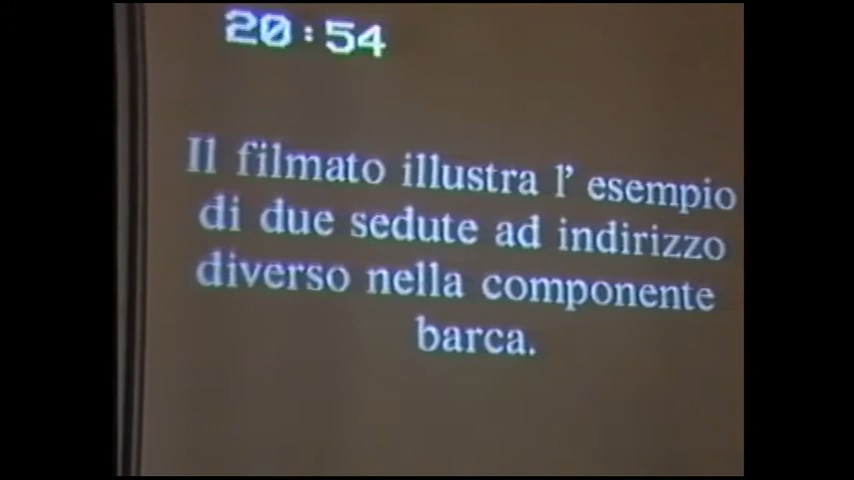 20:54
Il filmato illustra l' esempio
di due sedute ad indirizzo
diverso nella componente
barca.